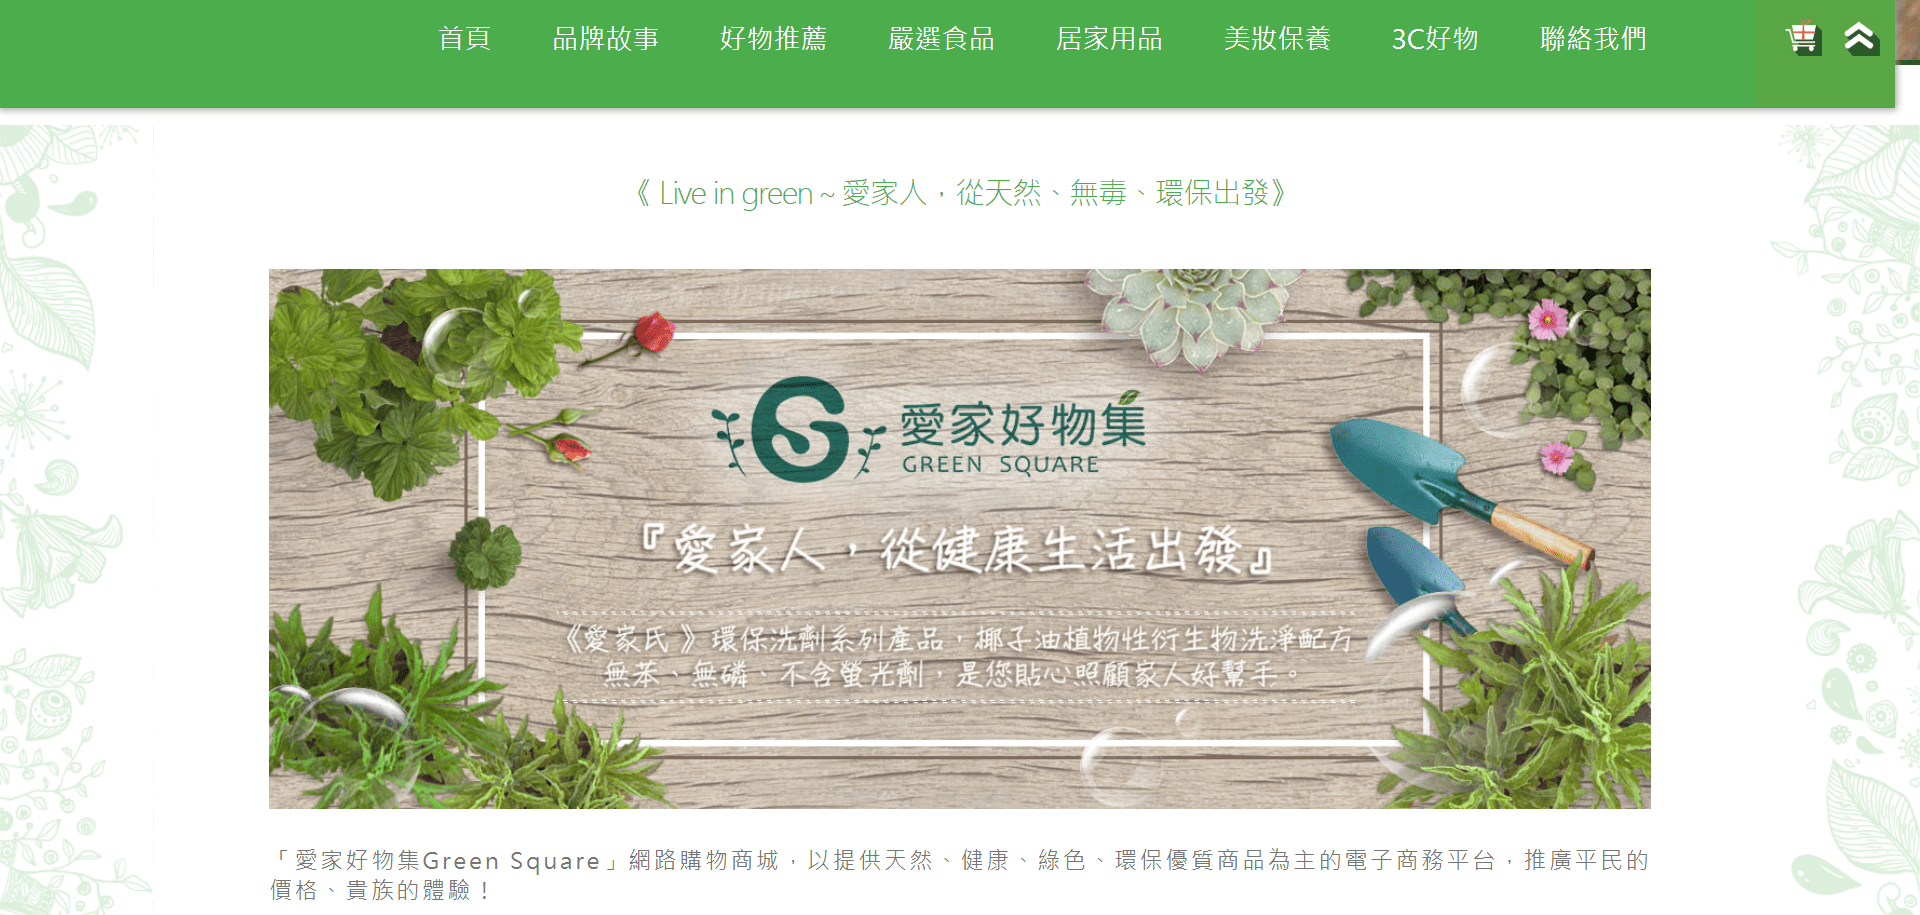 首頁 品牌故事 好物推薦 嚴選食品 居家用品 美妝保養 3C好物 聯絡我們
《 Live in green ~ 愛家人，從天然、無毒、環保出發》
愛家好物集
GREEN SQUARE
『愛家人，從健康生活出發』
《愛家氏 》環保洗劑系列產品，椰子油植物性衍生物洗淨配方
無苯、無磷、不含螢光劑，是您貼心照顧家人好幫手。
「愛家好物集Green Square」網路購物商城，以提供天然、健康、綠色、環保優質商品為主的電子商務平台，推廣平民的
價格、貴族的體驗！